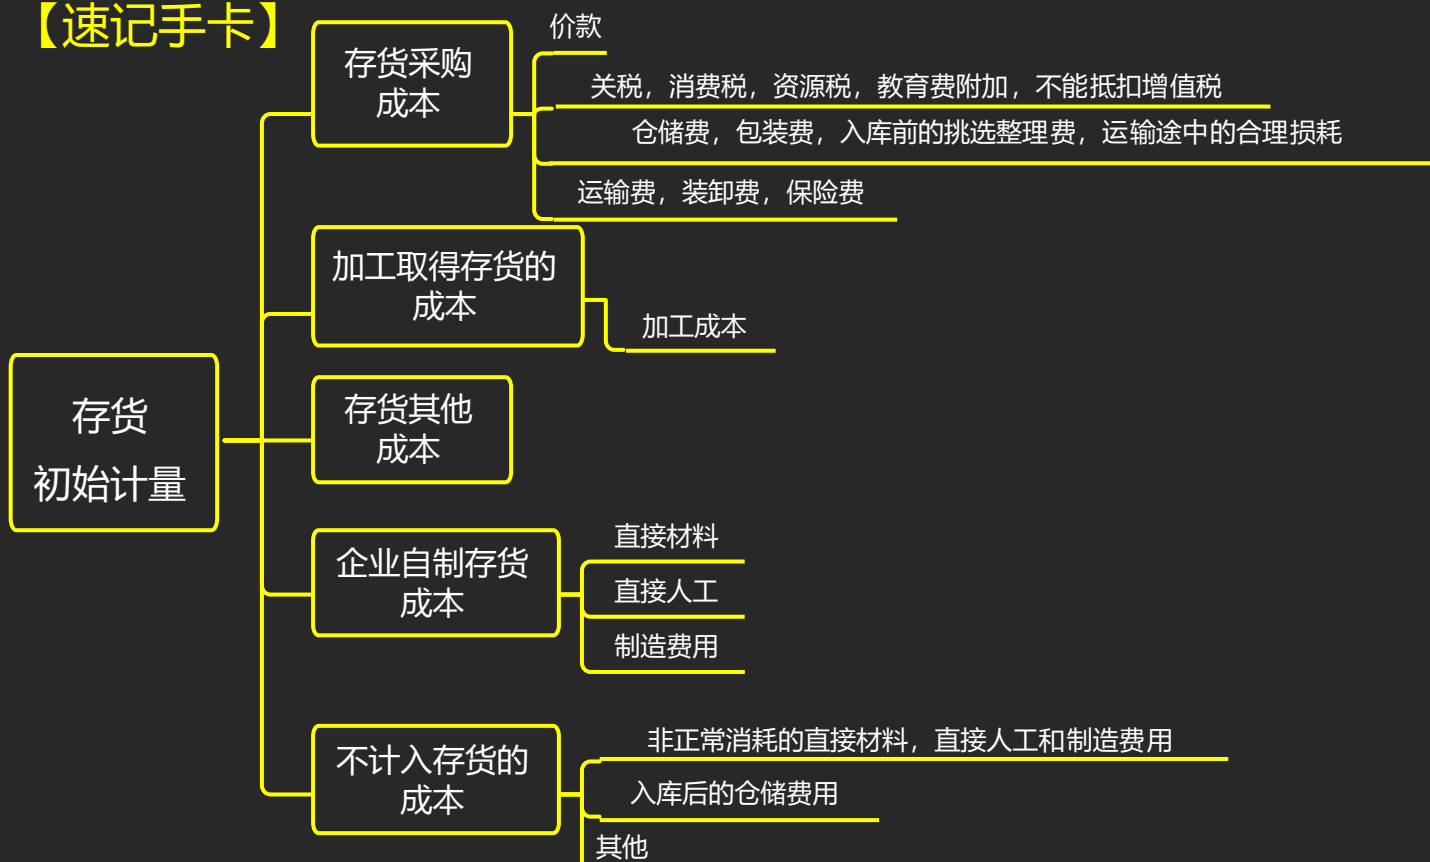 【速记手卡】
价款
存货采购
成本
关税，消费税，资源税，教育费附加，不能抵扣增值税
仓储费，包装费，入库前的挑选整理费，运输途中的合理损耗
运输费，装卸费，保险费
加工取得存货的
成本
加工成本
存货
初始计量
存货其他
成本
企业自制存货
成本
直接材料
直接人工
制造费用
不计入存货的
成本
非正常消耗的直接材料，直接人工和制造费用
入库后的仓储费用
其他